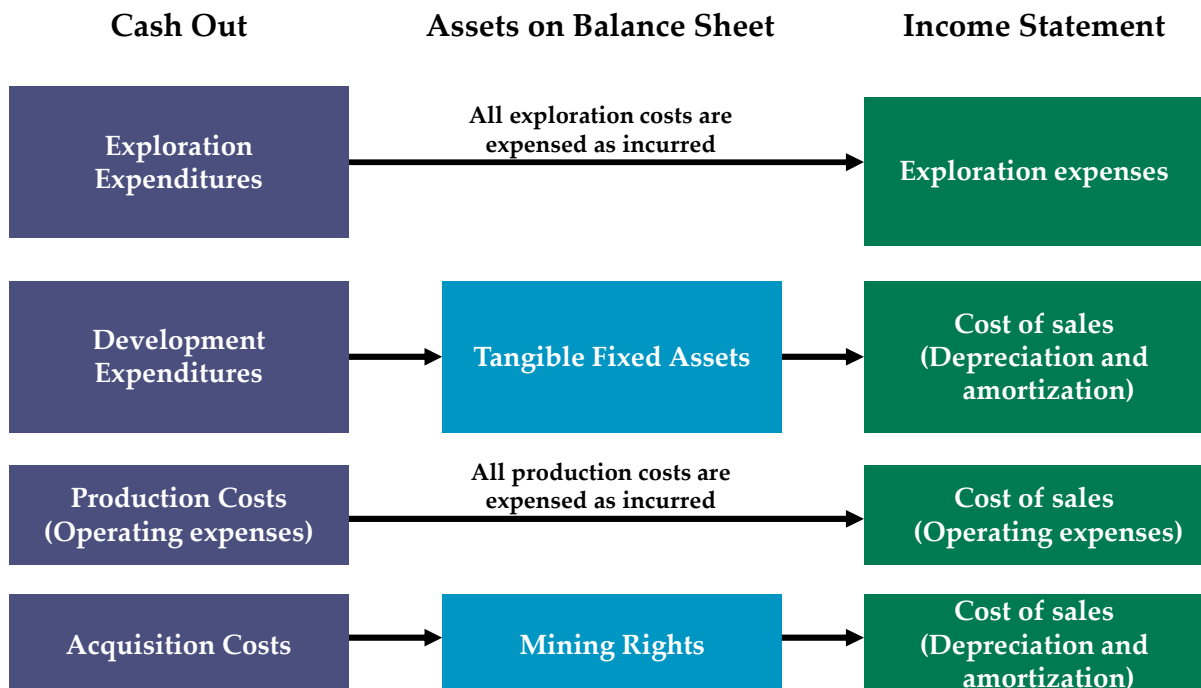 Cash Out
Assets on Balance Sheet
Income Statement
Exploration
Expenditures
All exploration costs are
expensed as incurred
Exploration expenses
Development
Expenditures
Tangible Fixed Assets
Cost of sales
(Depreciation and
amortization)
Production Costs
(Operating expenses)
All production costs are
expensed as incurred
Cost of sales
(Operating expenses)
Acquisition Costs
Mining Rights
Cost of sales
(Depreciation and
amortization)